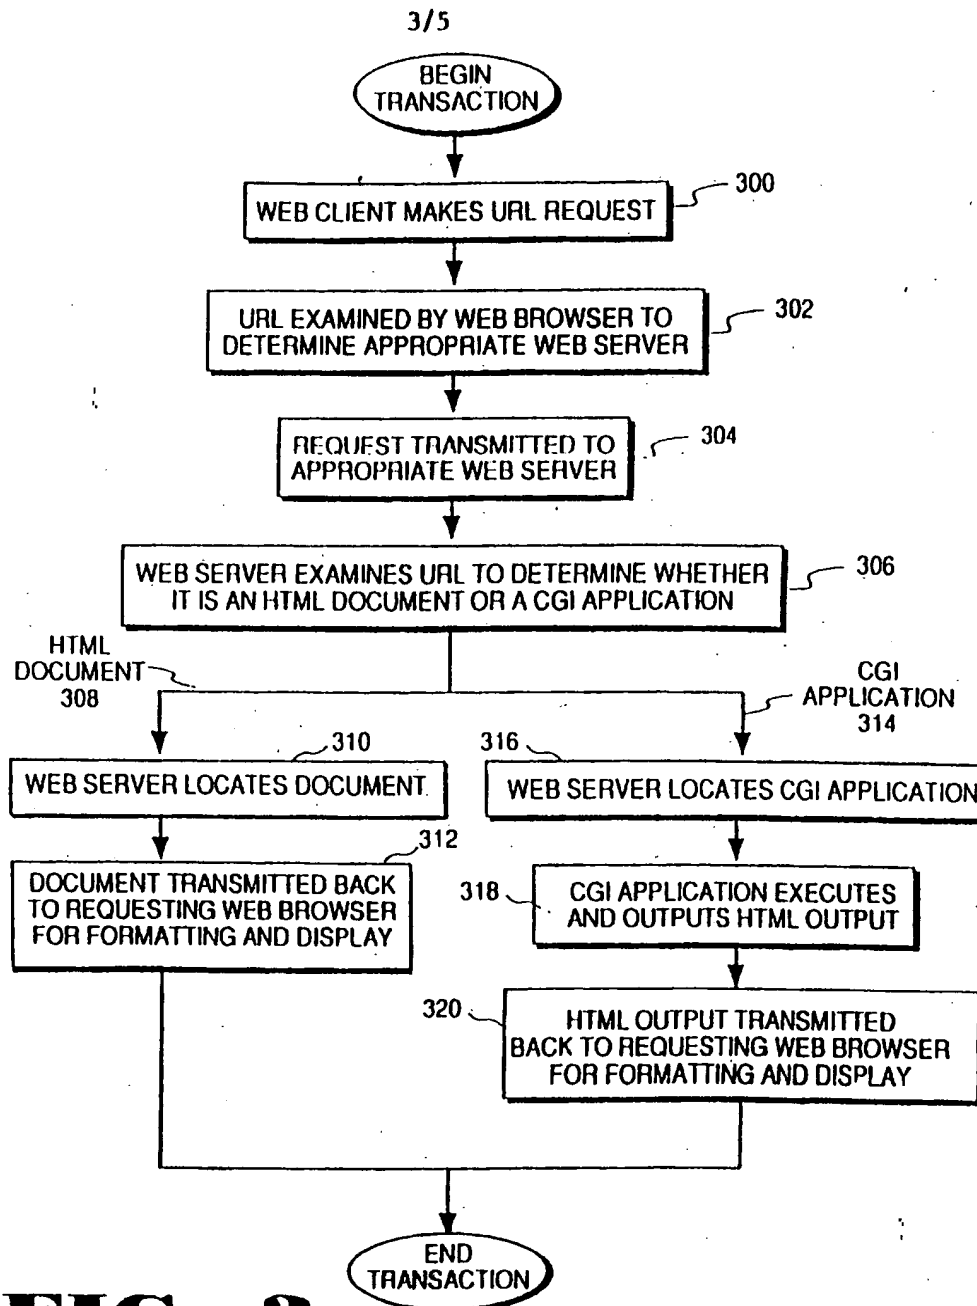 3/5
BEGIN
TRANSACTION
300
WEB CLIENT MAKES URL REQUEST
302
URL EXAMINED BY WEB BROWSER TO
DETERMINE APPROPRIATE WEB SERVER
304
REQUEST TRANSMITTED TO
APPROPRIATE WEB SERVER
306
WEB SERVER EXAMINES URL TO DETERMINE WHETHER
IT IS AN HTML DOCUMENT OR A CGI APPLICATION
HTML
DOCUMENT
308
CGI
APPLICATION
314
310
WEB SERVER LOCATES DOCUMENT
316
WEB SERVER LOCATES CGI APPLICATION
312
DOCUMENT TRANSMITTED BACK
TO REQUESTING WEB BROWSER
FOR FORMATTING AND DISPLAY
318
CGI APPLICATION EXECUTES
AND OUTPUTS HTML OUTPUT
320
HTML OUTPUT TRANSMITTED
BACK TO REQUESTING WEB BROWSER
FOR FORMATTING AND DISPLAY
END
TRANSACTION